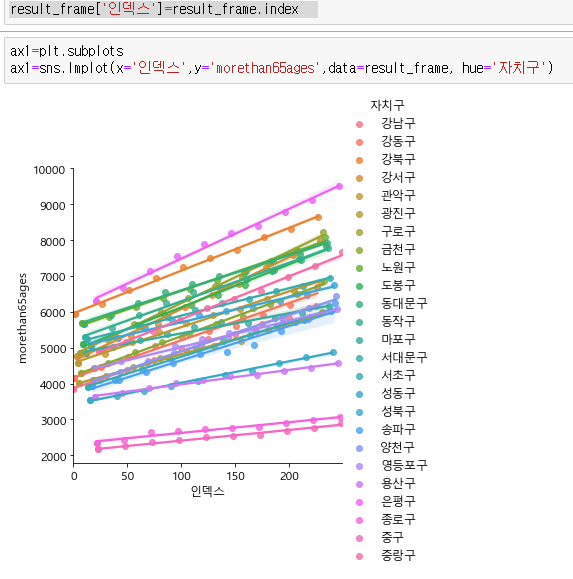 result_frame['인덱스']=result_frame.index
ax1=plt.subplots
ax1=sns.lmplot(x='인덱스',y='morethan65ages',data=result_frame, hue='자치구')
자치구
강남구
강동구
강북구
강서구
관악구
광진구
구로구
금천구
노원구
도봉구
동대문구
동작구
마포구
서대문구
서초구
성동구
성북구
송파구
양천구
영등포구
용산구
은평구
종로구
중구
중랑구
10000
9000
8000
7000
6000
5000
4000
3000
2000
morethan65ages
0 50 100 150 200
인덱스